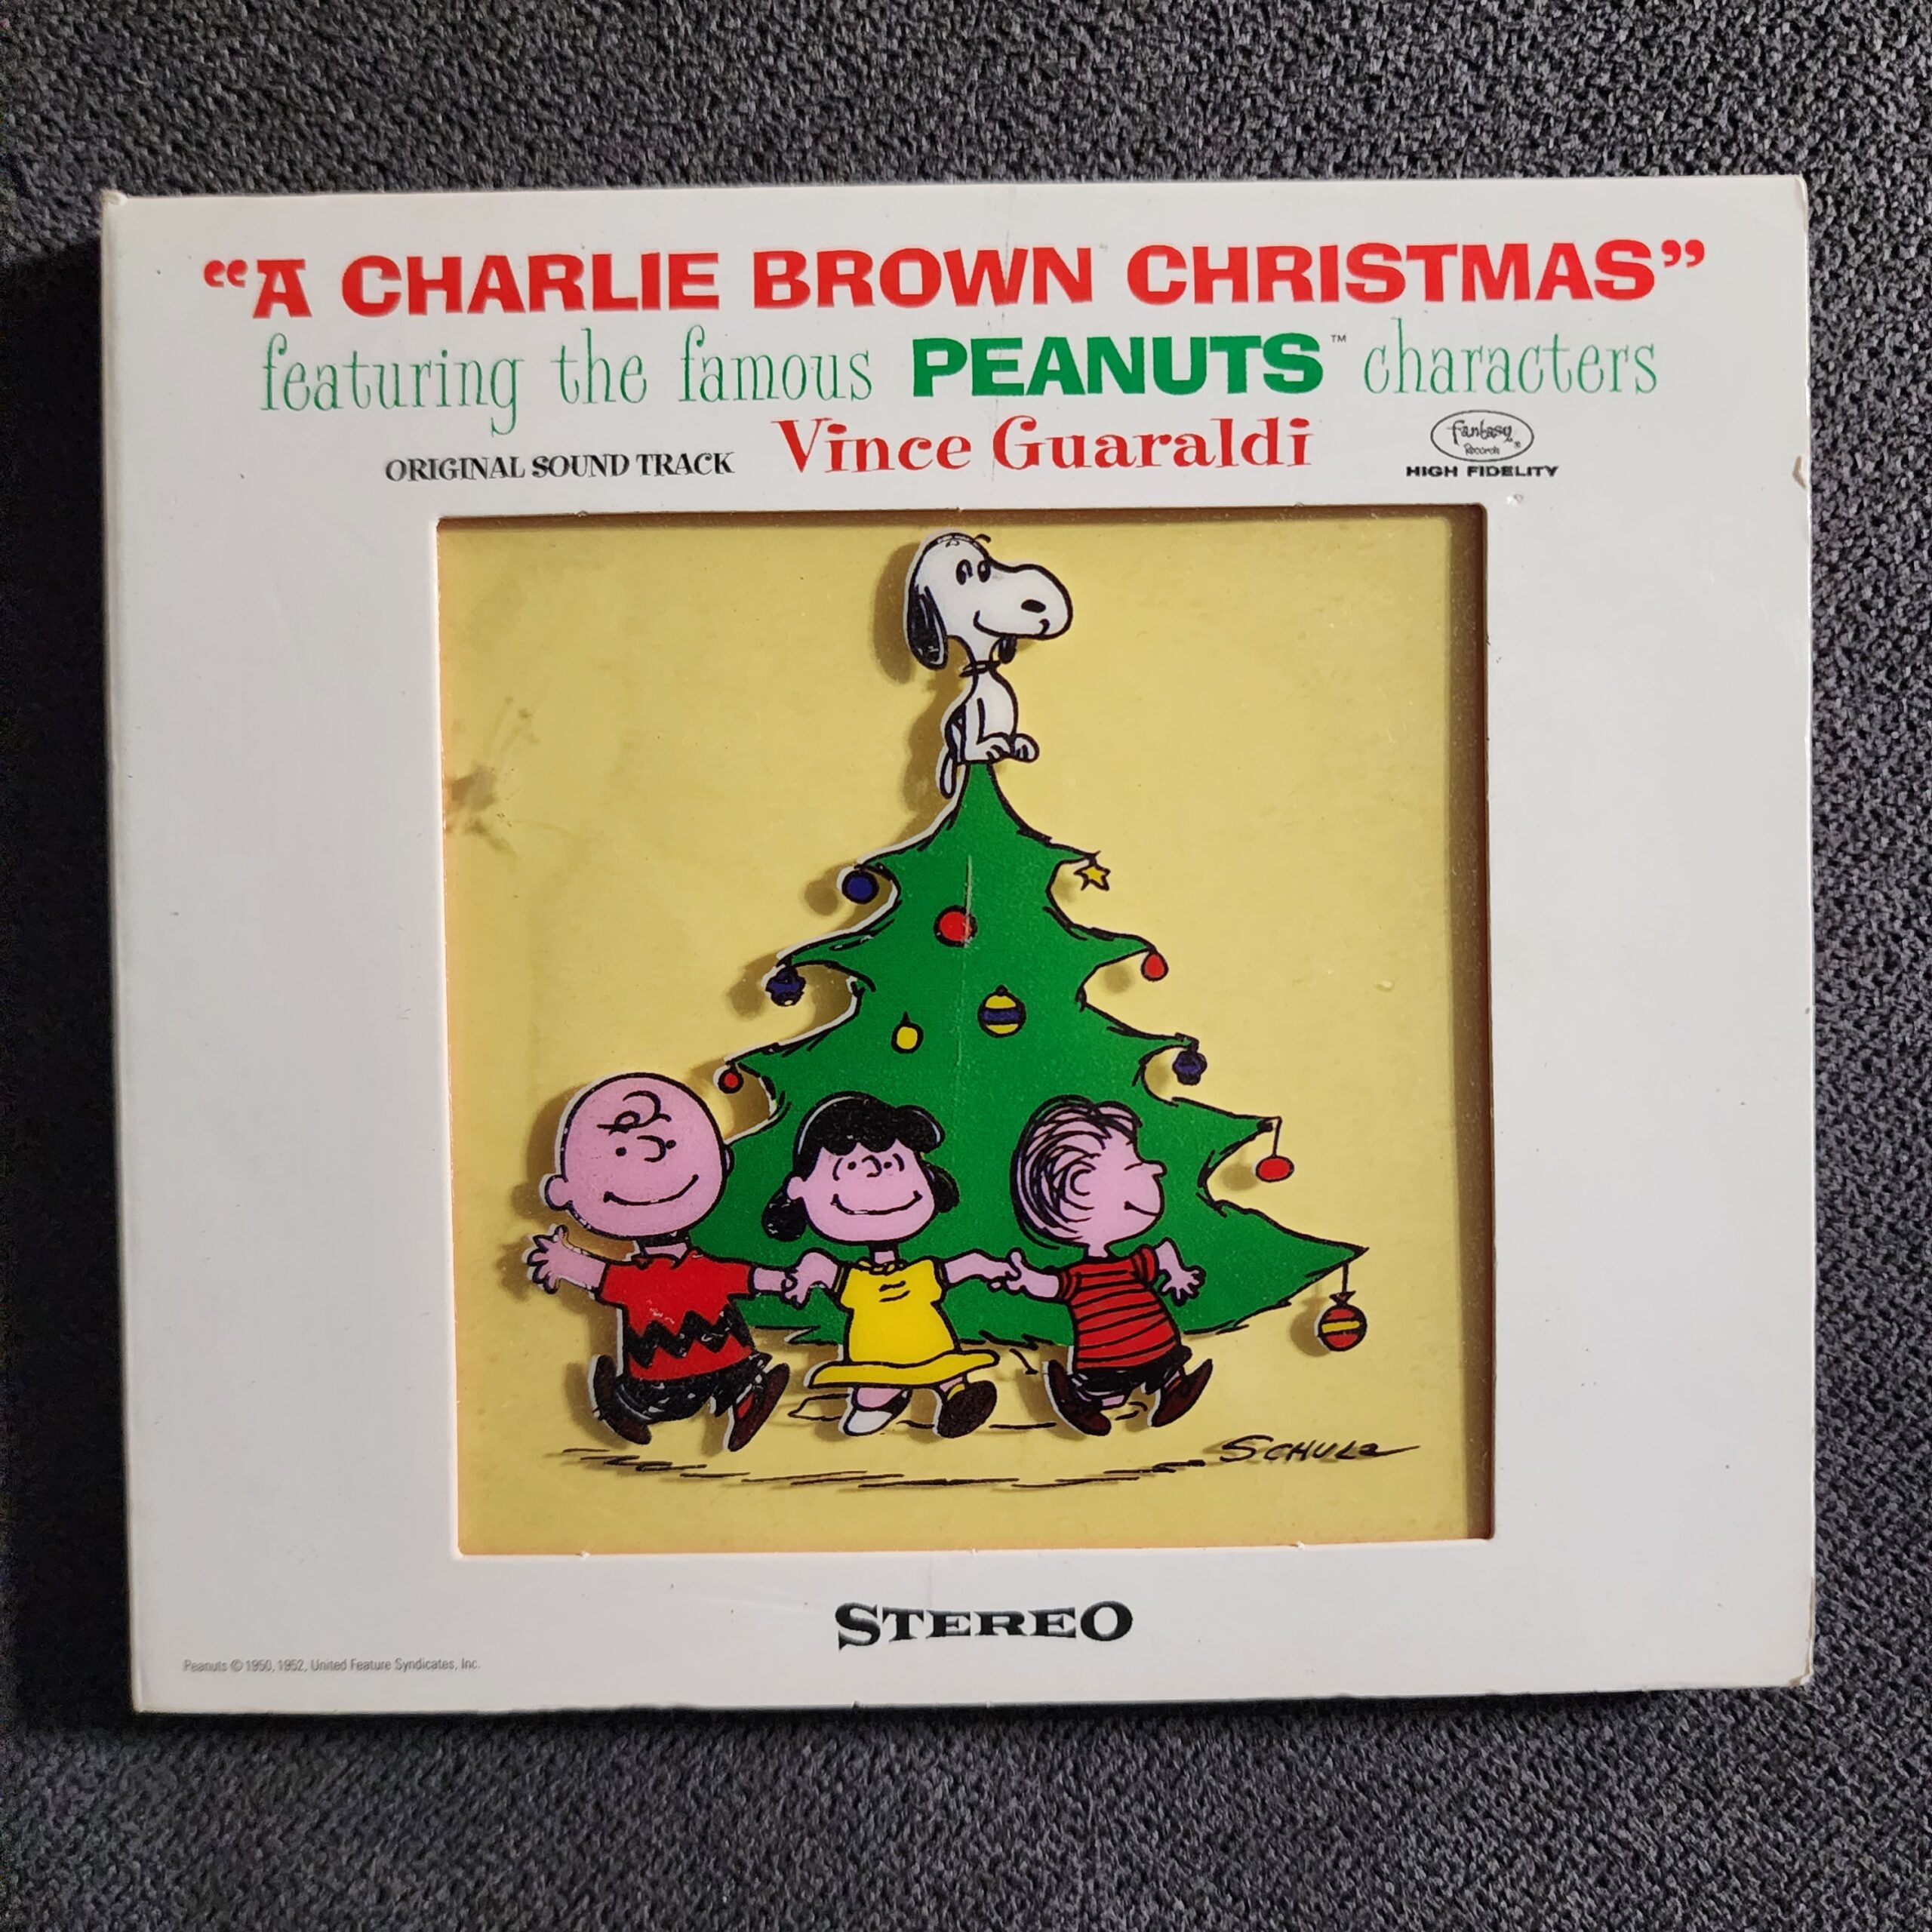 “A CHARLIE BROWN CHRISTMAS”
featuring the famous PEANUTS™ characters
ORIGINAL SOUND TRACK Vince Guaraldi
fantasy®
Records
HIGH FIDELITY
SCHULZ
STEREO
Peanuts © 1950, 1952, United Feature Syndicates, Inc.